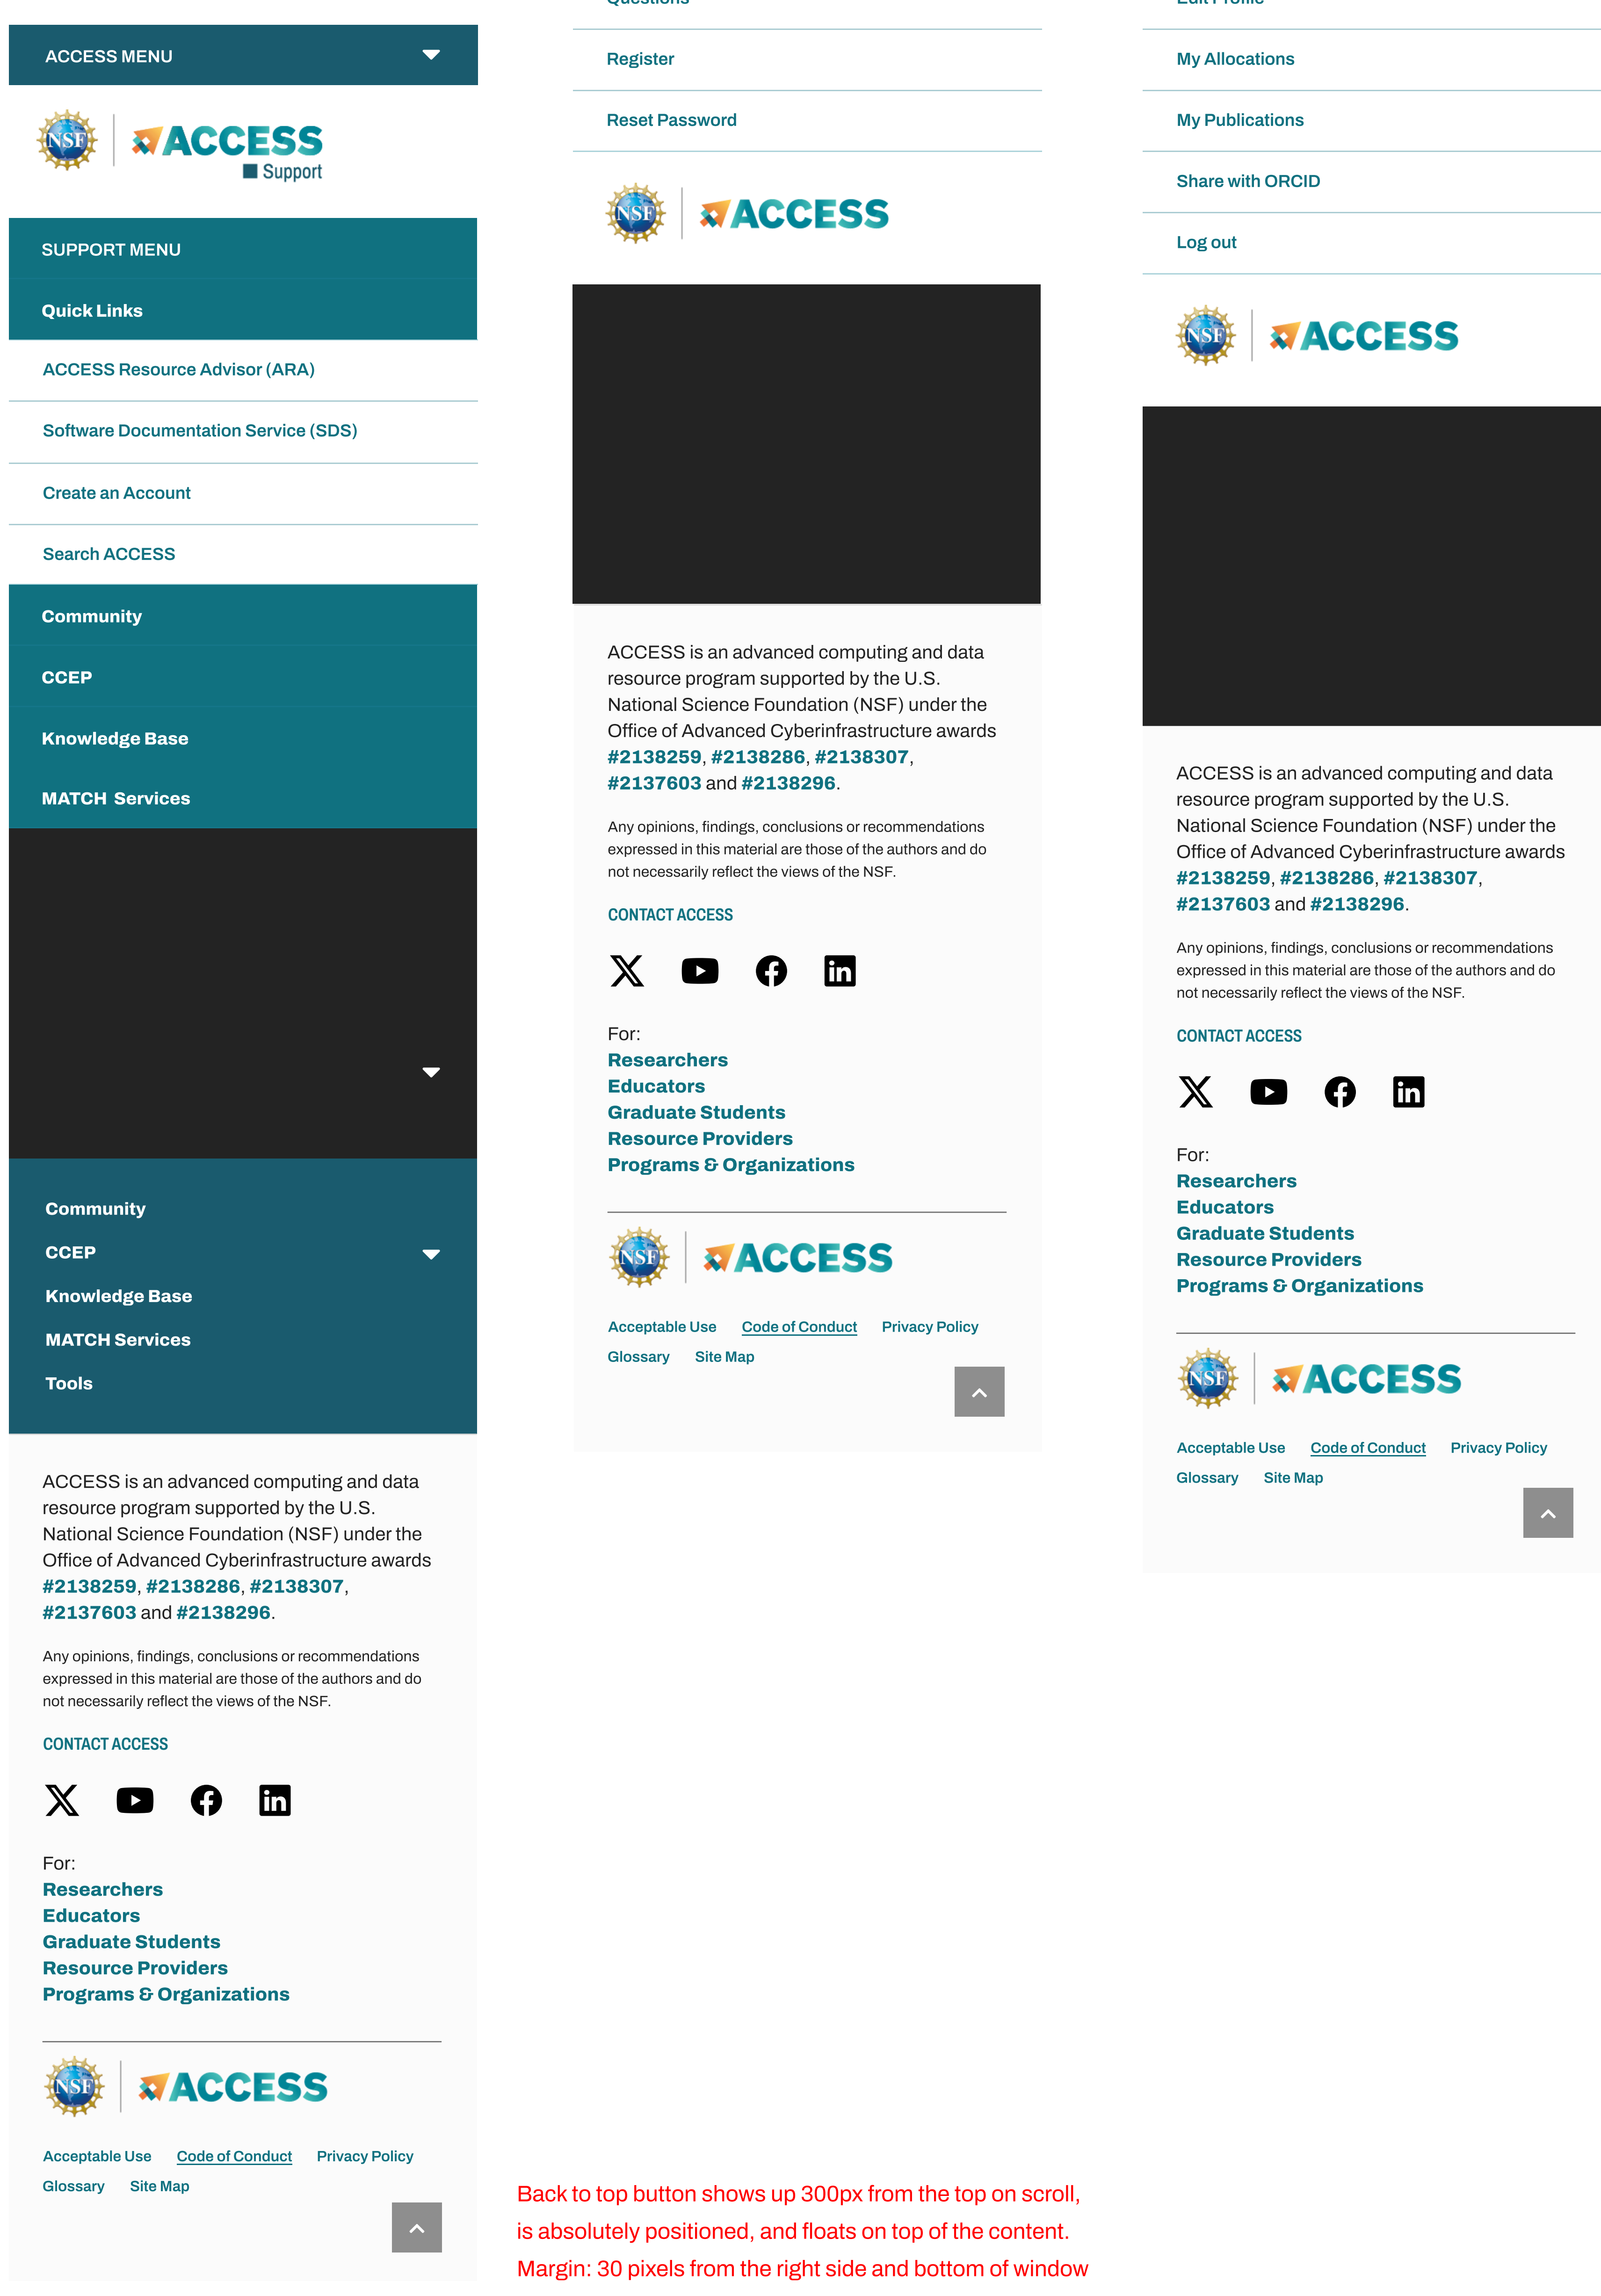 ACCESS MENU
NSF
ACCESS
Support
SUPPORT MENU
Quick Links
ACCESS Resource Advisor (ARA)
Software Documentation Service (SDS)
Create an Account
Search ACCESS
Community
CCEP
Knowledge Base
MATCH Services
Community
CCEP
Knowledge Base
MATCH Services
Tools
ACCESS is an advanced computing and data
resource program supported by the U.S.
National Science Foundation (NSF) under the
Office of Advanced Cyberinfrastructure awards
#2138259, #2138286, #2138307,
#2137603 and #2138296.
Any opinions, findings, conclusions or recommendations
expressed in this material are those of the authors and do
not necessarily reflect the views of the NSF.
CONTACT ACCESS
For:
Researchers
Educators
Graduate Students
Resource Providers
Programs & Organizations
NSF
ACCESS
Acceptable Use Code of Conduct Privacy Policy
Glossary Site Map
Questions
Register
Reset Password
NSF
ACCESS
ACCESS is an advanced computing and data
resource program supported by the U.S.
National Science Foundation (NSF) under the
Office of Advanced Cyberinfrastructure awards
#2138259, #2138286, #2138307,
#2137603 and #2138296.
Any opinions, findings, conclusions or recommendations
expressed in this material are those of the authors and do
not necessarily reflect the views of the NSF.
CONTACT ACCESS
For:
Researchers
Educators
Graduate Students
Resource Providers
Programs & Organizations
NSF
ACCESS
Acceptable Use Code of Conduct Privacy Policy
Glossary Site Map
Back to top button shows up 300px from the top on scroll,
is absolutely positioned, and floats on top of the content.
Margin: 30 pixels from the right side and bottom of window
Edit Profile
My Allocations
My Publications
Share with ORCID
Log out
NSF
ACCESS
ACCESS is an advanced computing and data
resource program supported by the U.S.
National Science Foundation (NSF) under the
Office of Advanced Cyberinfrastructure awards
#2138259, #2138286, #2138307,
#2137603 and #2138296.
Any opinions, findings, conclusions or recommendations
expressed in this material are those of the authors and do
not necessarily reflect the views of the NSF.
CONTACT ACCESS
For:
Researchers
Educators
Graduate Students
Resource Providers
Programs & Organizations
NSF
ACCESS
Acceptable Use Code of Conduct Privacy Policy
Glossary Site Map